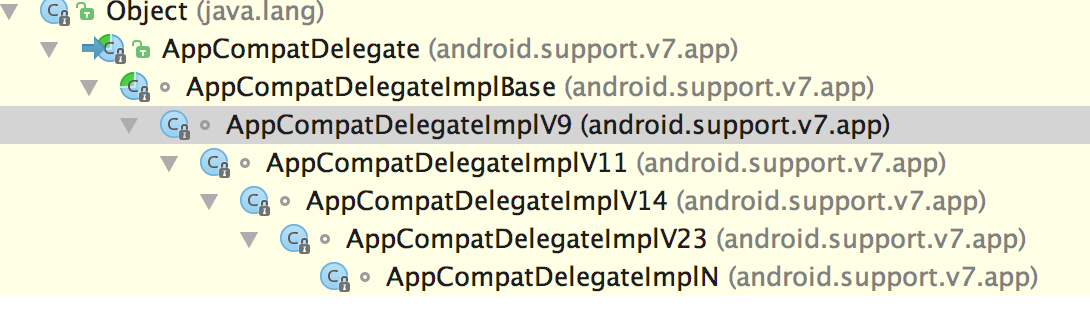 Object (java.lang)
AppCompatDelegate (android.support.v7.app)
AppCompatDelegateImplBase (android.support.v7.app)
AppCompatDelegateImplV9 (android.support.v7.app)
AppCompatDelegateImplV11 (android.support.v7.app)
AppCompatDelegateImplV14 (android.support.v7.app)
AppCompatDelegateImplV23 (android.support.v7.app)
AppCompatDelegateImplN (android.support.v7.app)